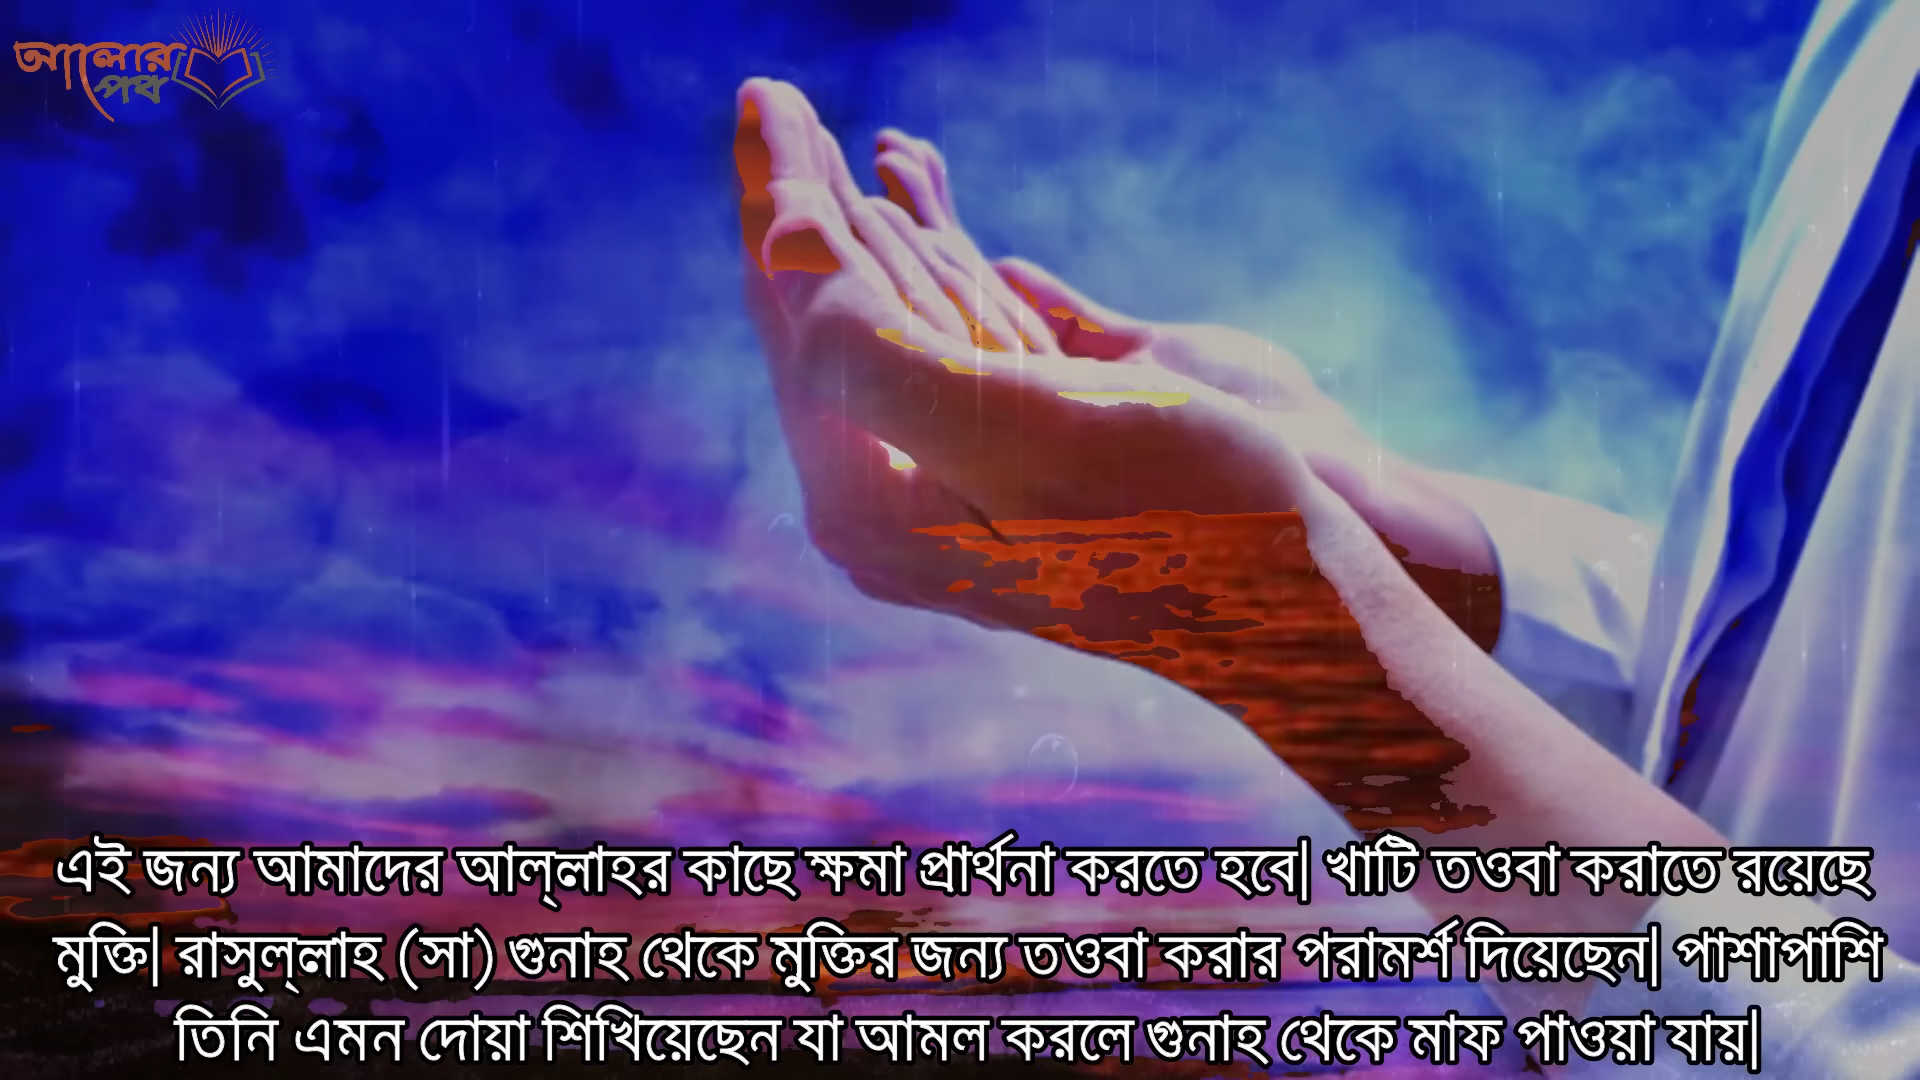 আলোর
পথ
এই জন্য আমাদের আল্লাহর কাছে ক্ষমা প্রার্থনা করতে হবে| খাটি তওবা করাতে রয়েছে
মুক্তি| রাসুল্লাহ (সা) গুনাহ থেকে মুক্তির জন্য তওবা করার পরামর্শ দিয়েছেন| পাশাপাশি
তিনি এমন দোয়া শিখিয়েছেন যা আমল করলে গুনাহ থেকে মাফ পাওয়া যায়|